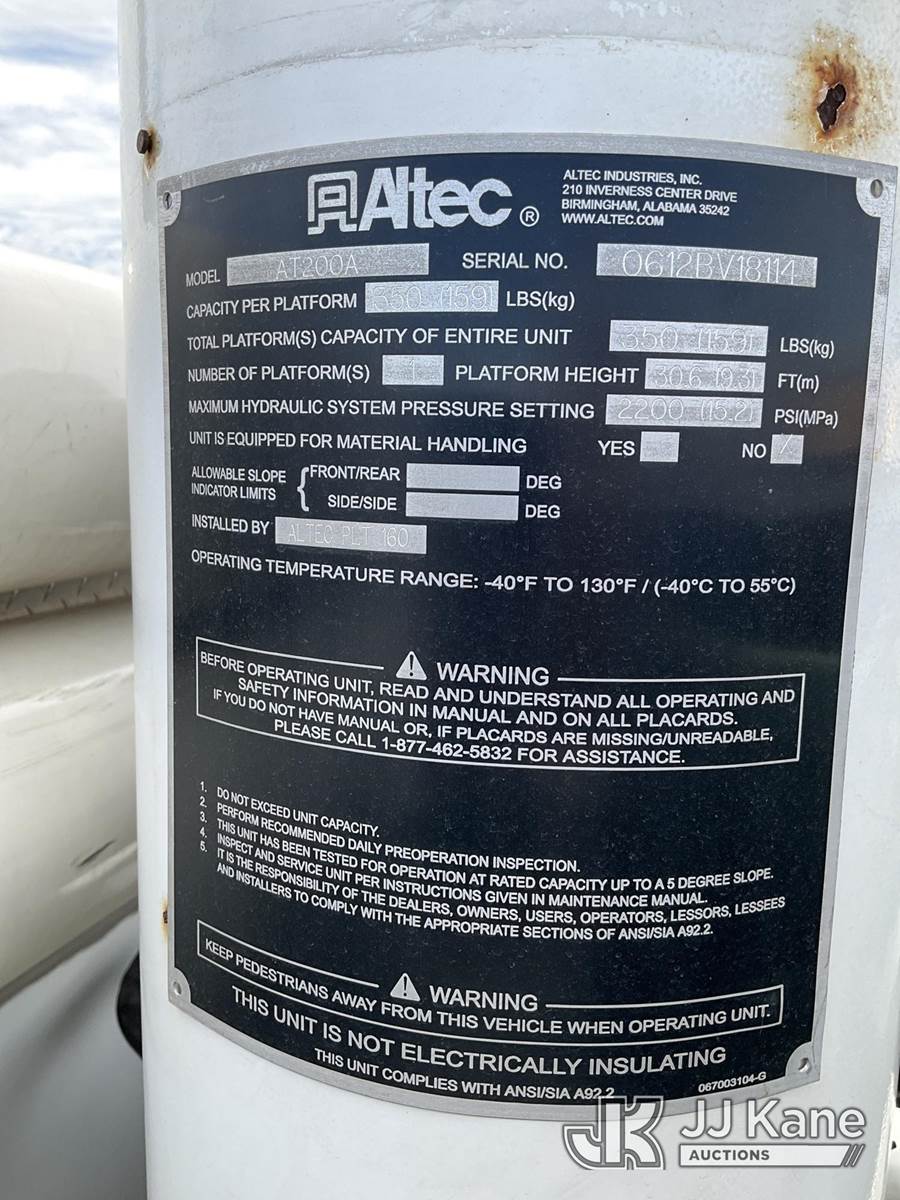 Altec®
ALTEC INDUSTRIES, INC.
210 INVERNESS CENTER DRIVE
BIRMINGHAM, ALABAMA 35242
WWW.ALTEC.COM
MODEL AT200A SERIAL NO. 0612BV18114
CAPACITY PER PLATFORM 350 (159) LBS(kg)
TOTAL PLATFORM(S) CAPACITY OF ENTIRE UNIT 350 (159) LBS(kg)
NUMBER OF PLATFORM(S) 1 PLATFORM HEIGHT 30.6 (9.3) FT(m)
MAXIMUM HYDRAULIC SYSTEM PRESSURE SETTING 2200 (15.2) PSI(MPa)
UNIT IS EQUIPPED FOR MATERIAL HANDLING YES NO X
ALLOWABLE SLOPE
INDICATOR LIMITS
FRONT/REAR DEG
SIDE/SIDE DEG
INSTALLED BY ALTEC PLT 160
OPERATING TEMPERATURE RANGE: -40°F TO 130°F / (-40°C TO 55°C)
WARNING
BEFORE OPERATING UNIT, READ AND UNDERSTAND ALL OPERATING AND
SAFETY INFORMATION IN MANUAL AND ON ALL PLACARDS.
IF YOU DO NOT HAVE MANUAL OR, IF PLACARDS ARE MISSING/UNREADABLE,
PLEASE CALL 1-877-462-5832 FOR ASSISTANCE.
1. DO NOT EXCEED UNIT CAPACITY.
2. PERFORM RECOMMENDED DAILY PREOPERATION INSPECTION.
3. THIS UNIT HAS BEEN TESTED FOR OPERATION AT RATED CAPACITY UP TO A 5 DEGREE SLOPE.
4. INSPECT AND SERVICE UNIT PER INSTRUCTIONS GIVEN IN MAINTENANCE MANUAL.
5. IT IS THE RESPONSIBILITY OF THE DEALERS, OWNERS, USERS, OPERATORS, LESSORS, LESSEES
AND INSTALLERS TO COMPLY WITH THE APPROPRIATE SECTIONS OF ANSI/SIA A92.2.
WARNING
KEEP PEDESTRIANS AWAY FROM THIS VEHICLE WHEN OPERATING UNIT.
THIS UNIT IS NOT ELECTRICALLY INSULATING
THIS UNIT COMPLIES WITH ANSI/SIA A92.2
067003104-G
JK JJ Kane
AUCTIONS